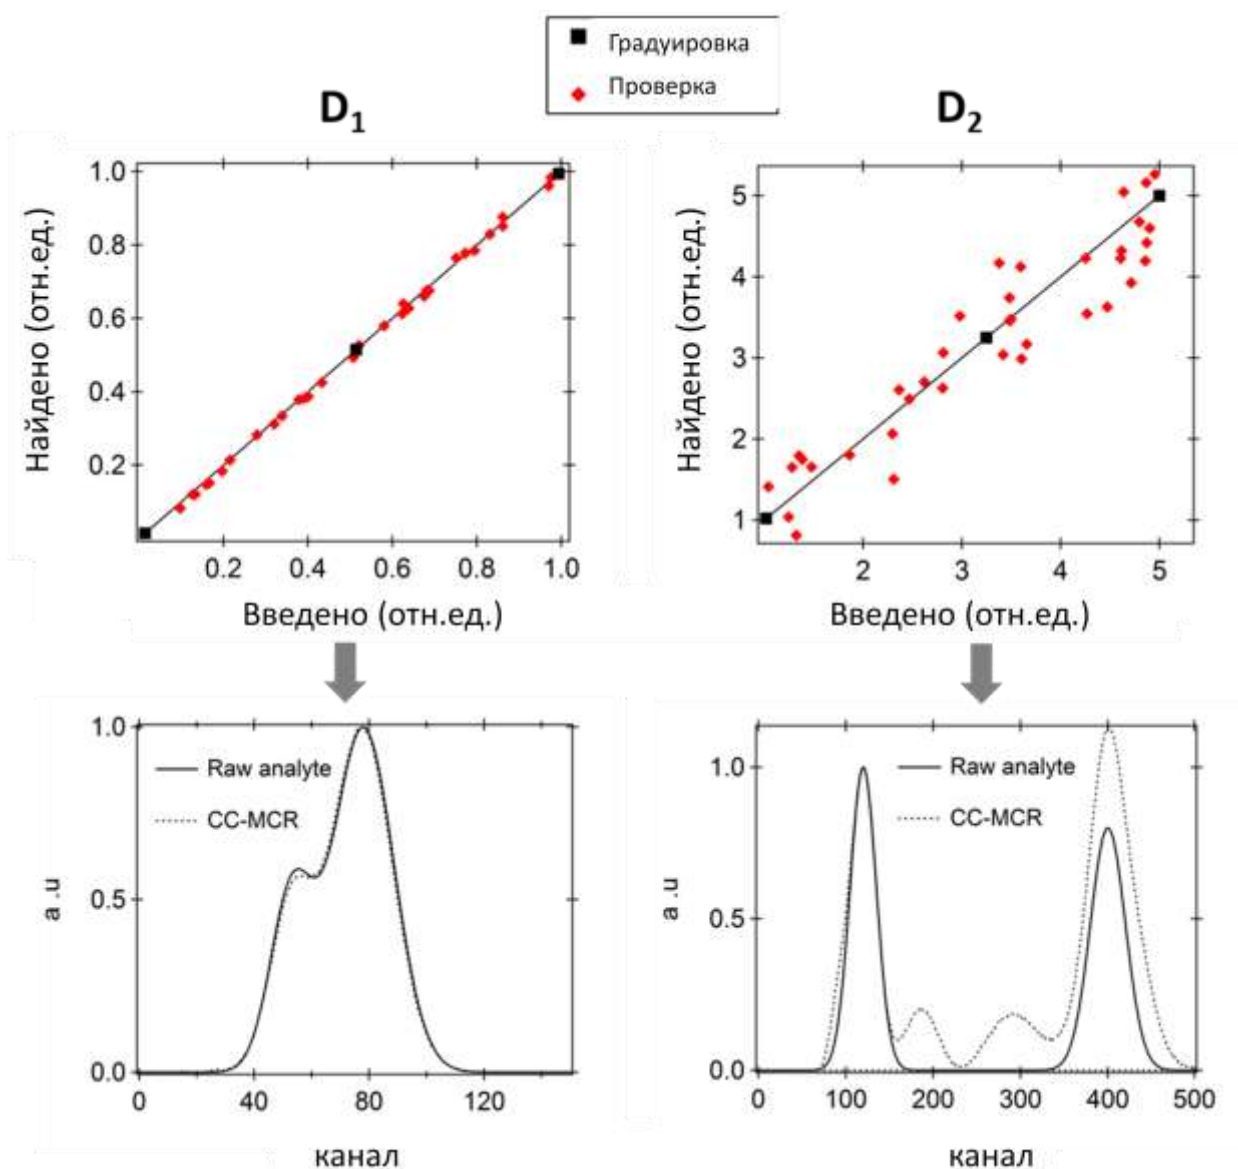 Градуировка
Проверка
D₁
D₂
Найдено (отн.ед.)
1.0
0.8
0.6
0.4
0.2
0.2 0.4 0.6 0.8 1.0
Введено (отн.ед.)
Найдено (отн.ед.)
5
4
3
2
1
2 3 4 5
Введено (отн.ед.)
a .u
1.0
0.5
0.0
Raw analyte
CC-MCR
0 40 80 120
канал
a .u
1.0
0.5
0.0
Raw analyte
CC-MCR
0 100 200 300 400 500
канал